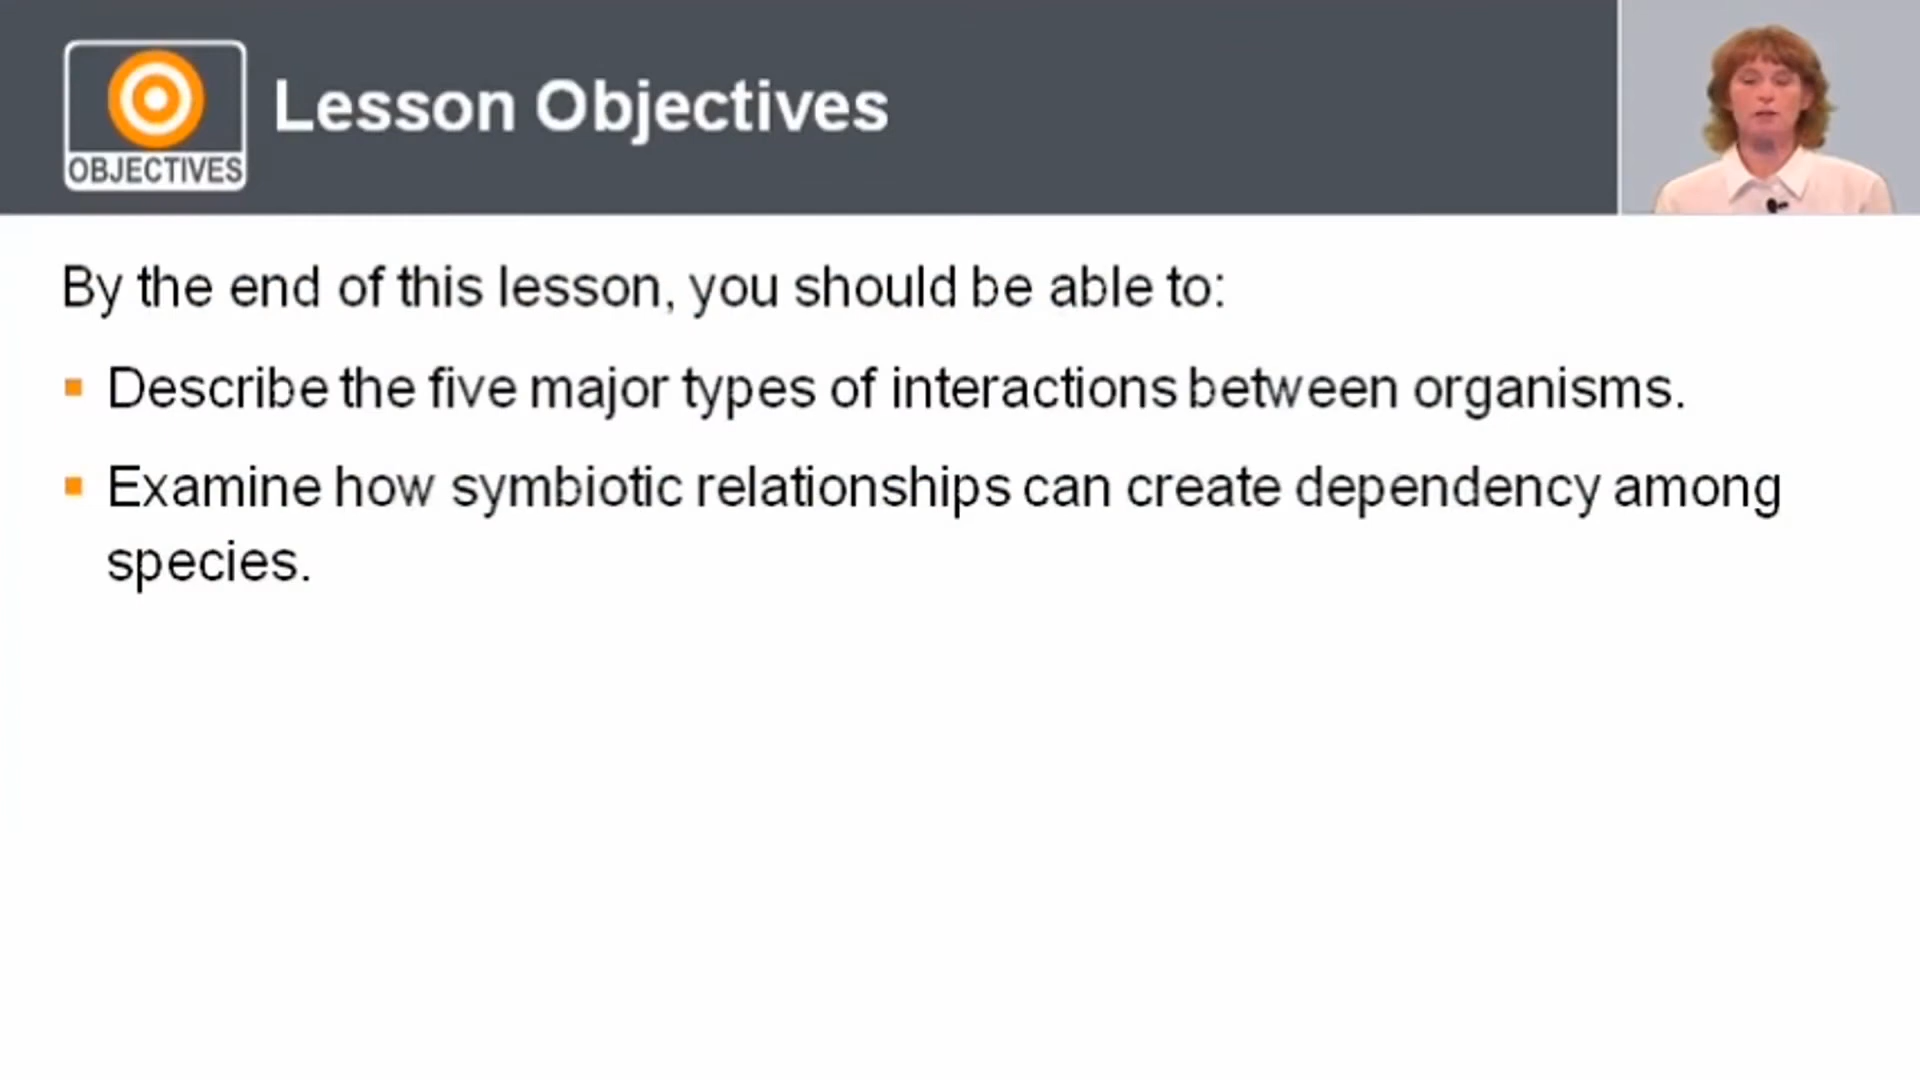 OBJECTIVES
Lesson Objectives
By the end of this lesson, you should be able to:
Describe the five major types of interactions between organisms.
Examine how symbiotic relationships can create dependency among
species.